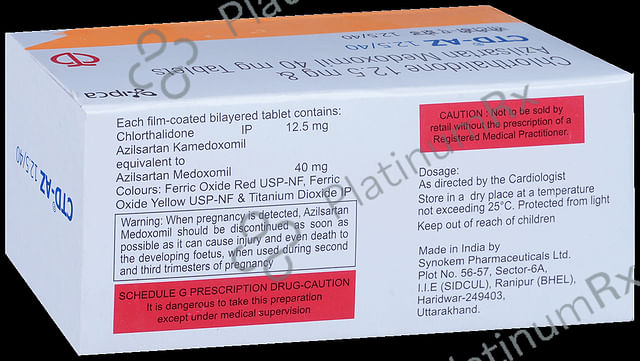 CTD®-AZ 12.5/40
Chlorthalidone 12.5 mg &
Azilsartan Medoxomil 40 mg Tablets
ipca
CTD®-AZ 12.5/40
Each film-coated bilayered tablet contains:
Chlorthalidone IP 12.5 mg
Azilsartan Kamedoxomil
equivalent to
Azilsartan Medoxomil 40 mg
Colours: Ferric Oxide Red USP-NF, Ferric
Oxide Yellow USP-NF & Titanium Dioxide IP
Warning: When pregnancy is detected, Azilsartan
Medoxomil should be discontinued as soon as
possible as it can cause injury and even death to
the developing foetus, when used during second
and third trimesters of pregnancy
SCHEDULE G PRESCRIPTION DRUG-CAUTION
It is dangerous to take this preparation
except under medical supervision
CAUTION : Not to be sold by
retail without the prescription of a
Registered Medical Practitioner.
Dosage:
As directed by the Cardiologist
Store in a dry place at a temperature
not exceeding 25°C. Protected from light
Keep out of reach of children
Made in India by
Synokem Pharmaceuticals Ltd.
Plot No. 56-57, Sector-6A,
I.I.E (SIDCUL), Ranipur (BHEL),
Haridwar-249403,
Uttarakhand.
PlatinumRx
PlatinumRx